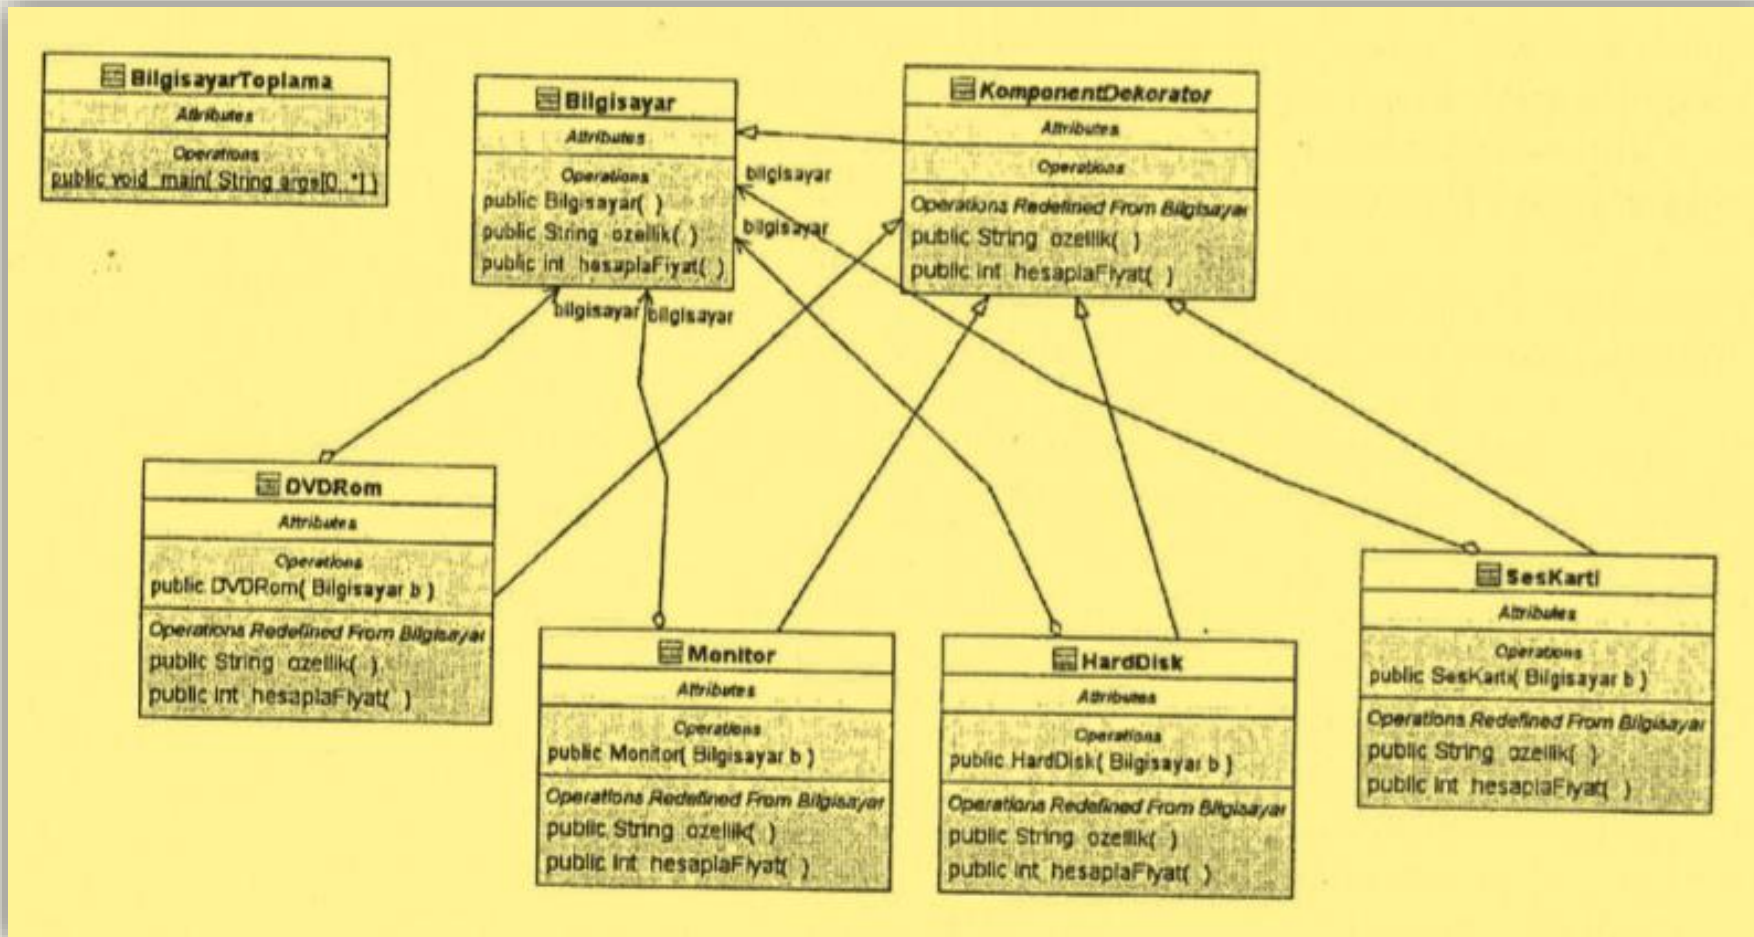 BilgisayarToplama
Attributes
Operations
public void main( String args[0..*] )
Bilgisayar
Attributes
Operations
public Bilgisayar( )
public String ozellik( )
public int hesaplaFiyat( )
KomponentDekorator
Attributes
Operations
Operations Redefined From Bilgisayar
public String ozellik( )
public int hesaplaFiyat( )
bilgisayar
bilgisayar
bilgisayar
bilgisayar
DVDRom
Attributes
Operations
public DVDRom( Bilgisayar b )
Operations Redefined From Bilgisayar
public String ozellik( )
public int hesaplaFiyat( )
Monitor
Attributes
Operations
public Monitor( Bilgisayar b )
Operations Redefined From Bilgisayar
public String ozellik( )
public int hesaplaFiyat( )
HardDisk
Attributes
Operations
public HardDisk( Bilgisayar b )
Operations Redefined From Bilgisayar
public String ozellik( )
public int hesaplaFiyat( )
SesKarti
Attributes
Operations
public SesKarti( Bilgisayar b )
Operations Redefined From Bilgisayar
public String ozellik( )
public int hesaplaFiyat( )